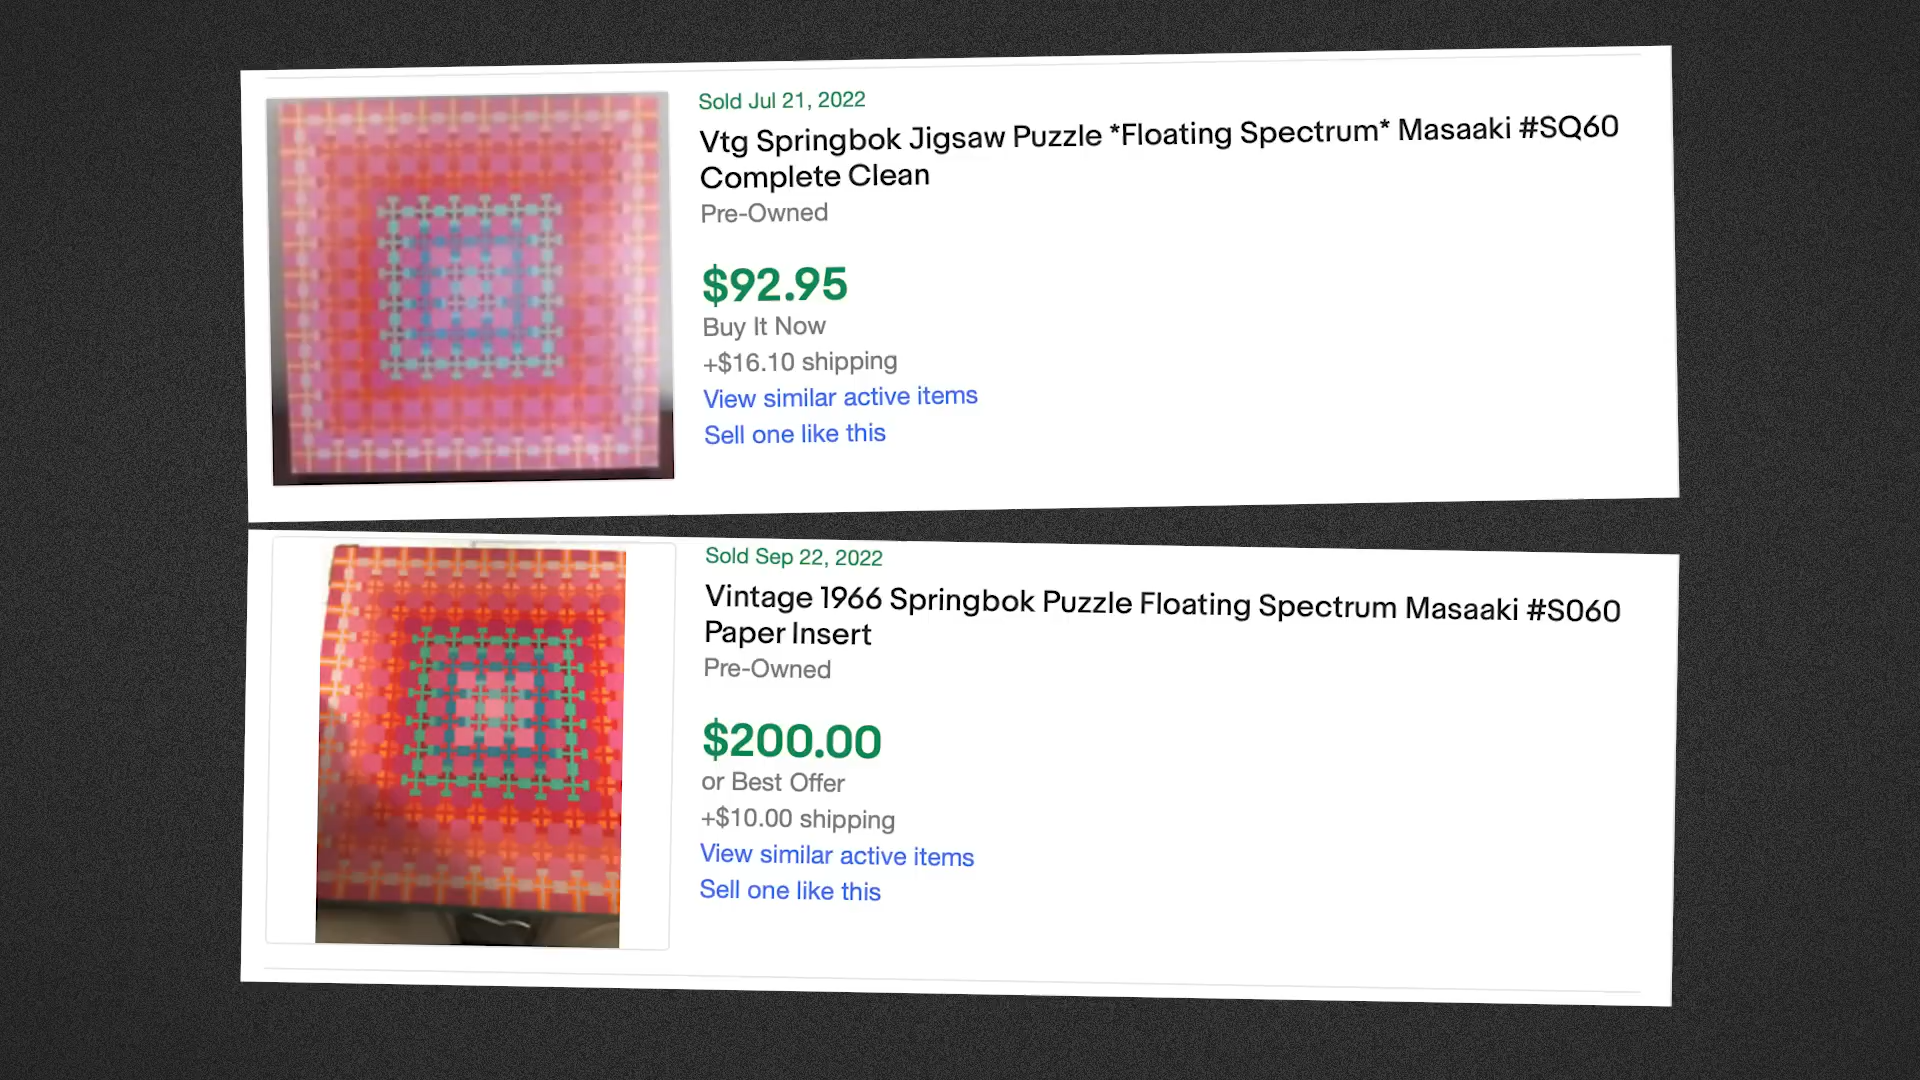 Sold Jul 21, 2022
Vtg Springbok Jigsaw Puzzle *Floating Spectrum* Masaaki #SQ60
Complete Clean
Pre-Owned
$92.95
Buy It Now
+$16.10 shipping
View similar active items
Sell one like this
Sold Sep 22, 2022
Vintage 1966 Springbok Puzzle Floating Spectrum Masaaki #S060
Paper Insert
Pre-Owned
$200.00
or Best Offer
+$10.00 shipping
View similar active items
Sell one like this